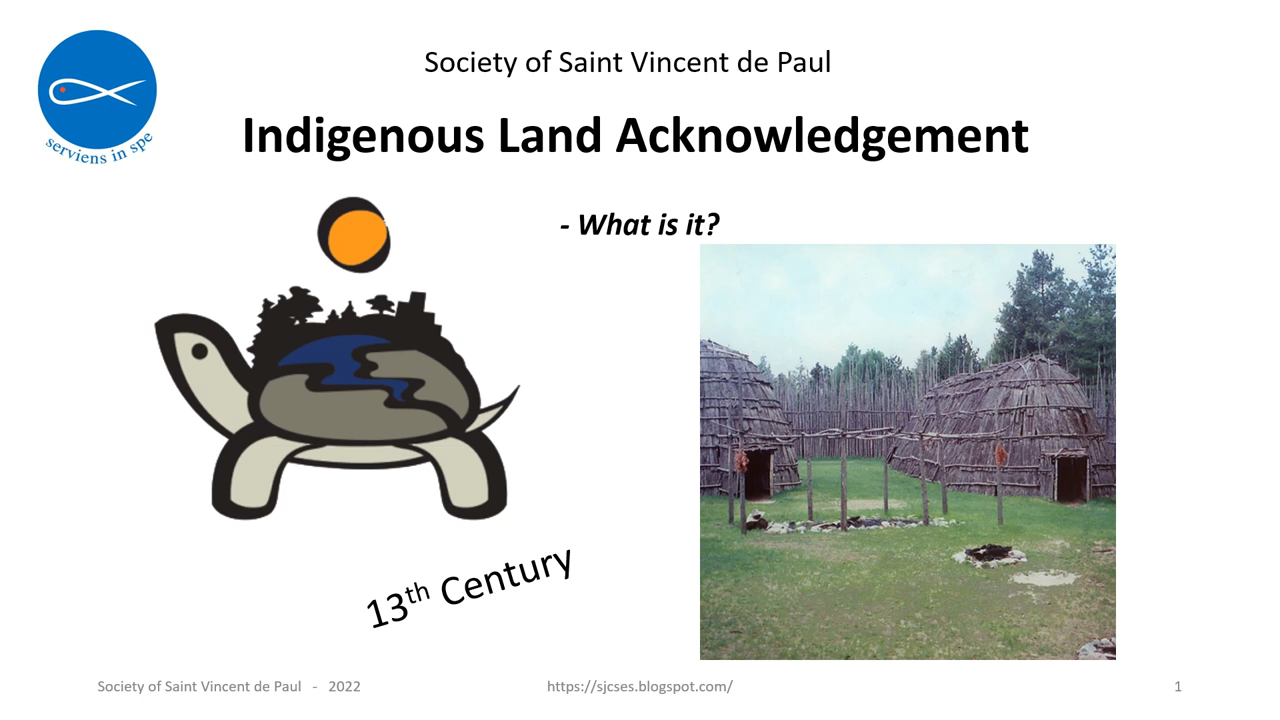 Society of Saint Vincent de Paul
serviens in spe
Indigenous Land Acknowledgement
- What is it?
13th Century
Society of Saint Vincent de Paul - 2022
https://sjcses.blogspot.com/
1